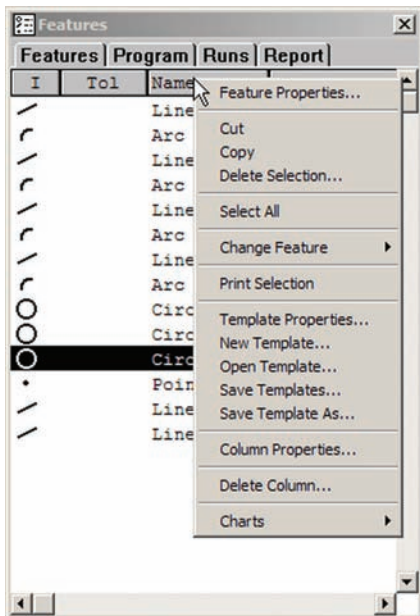 Features
Features Program Runs Report
I Tol Name
Line
Arc
Line
Arc
Line
Arc
Line
Arc
Circ
Circ
Circ
Poin
Line
Line
Feature Properties...
Cut
Copy
Delete Selection...
Select All
Change Feature
Print Selection
Template Properties...
New Template...
Open Template...
Save Templates...
Save Template As...
Column Properties...
Delete Column...
Charts